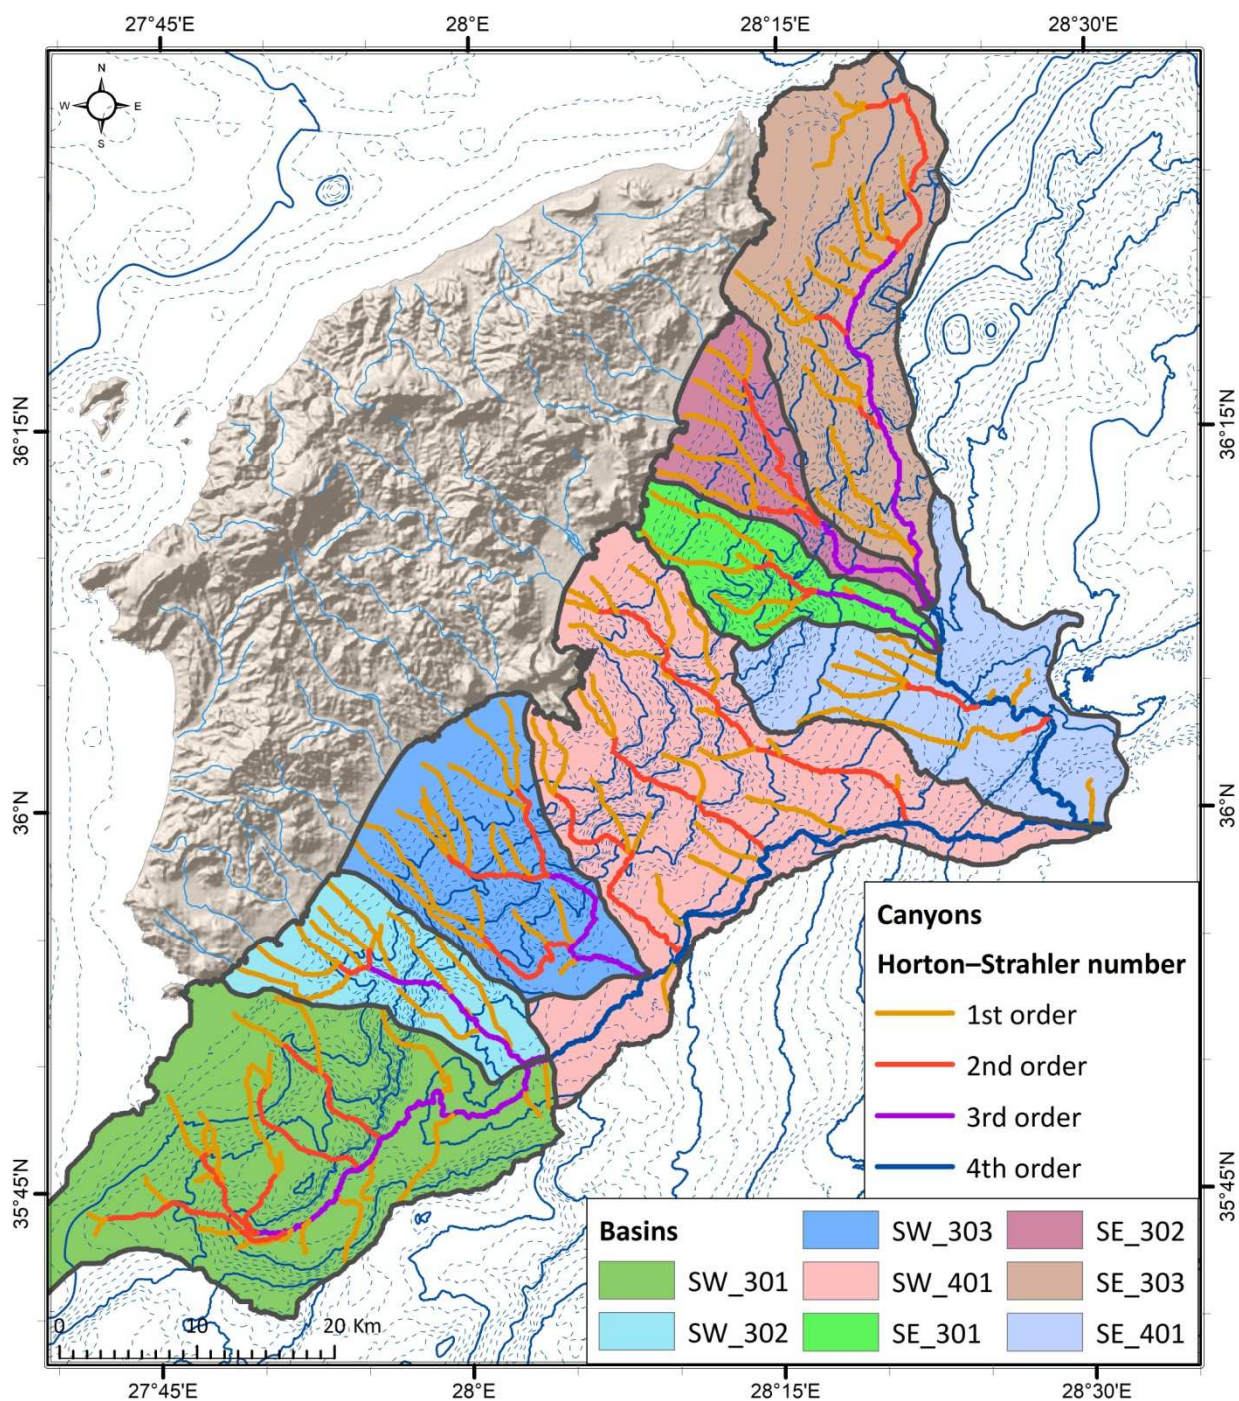 27°45'E 28°E 28°15'E 28°30'E
N
W E
S
36°15'N 36°15'N
36°N 36°N
Canyons
Horton–Strahler number
1st order
2nd order
3rd order
4th order
35°45'N 35°45'N
Basins
SW_303 SE_302
SW_301 SW_401 SE_303
SW_302 SE_301 SE_401
0 10 20 Km
27°45'E 28°E 28°15'E 28°30'E